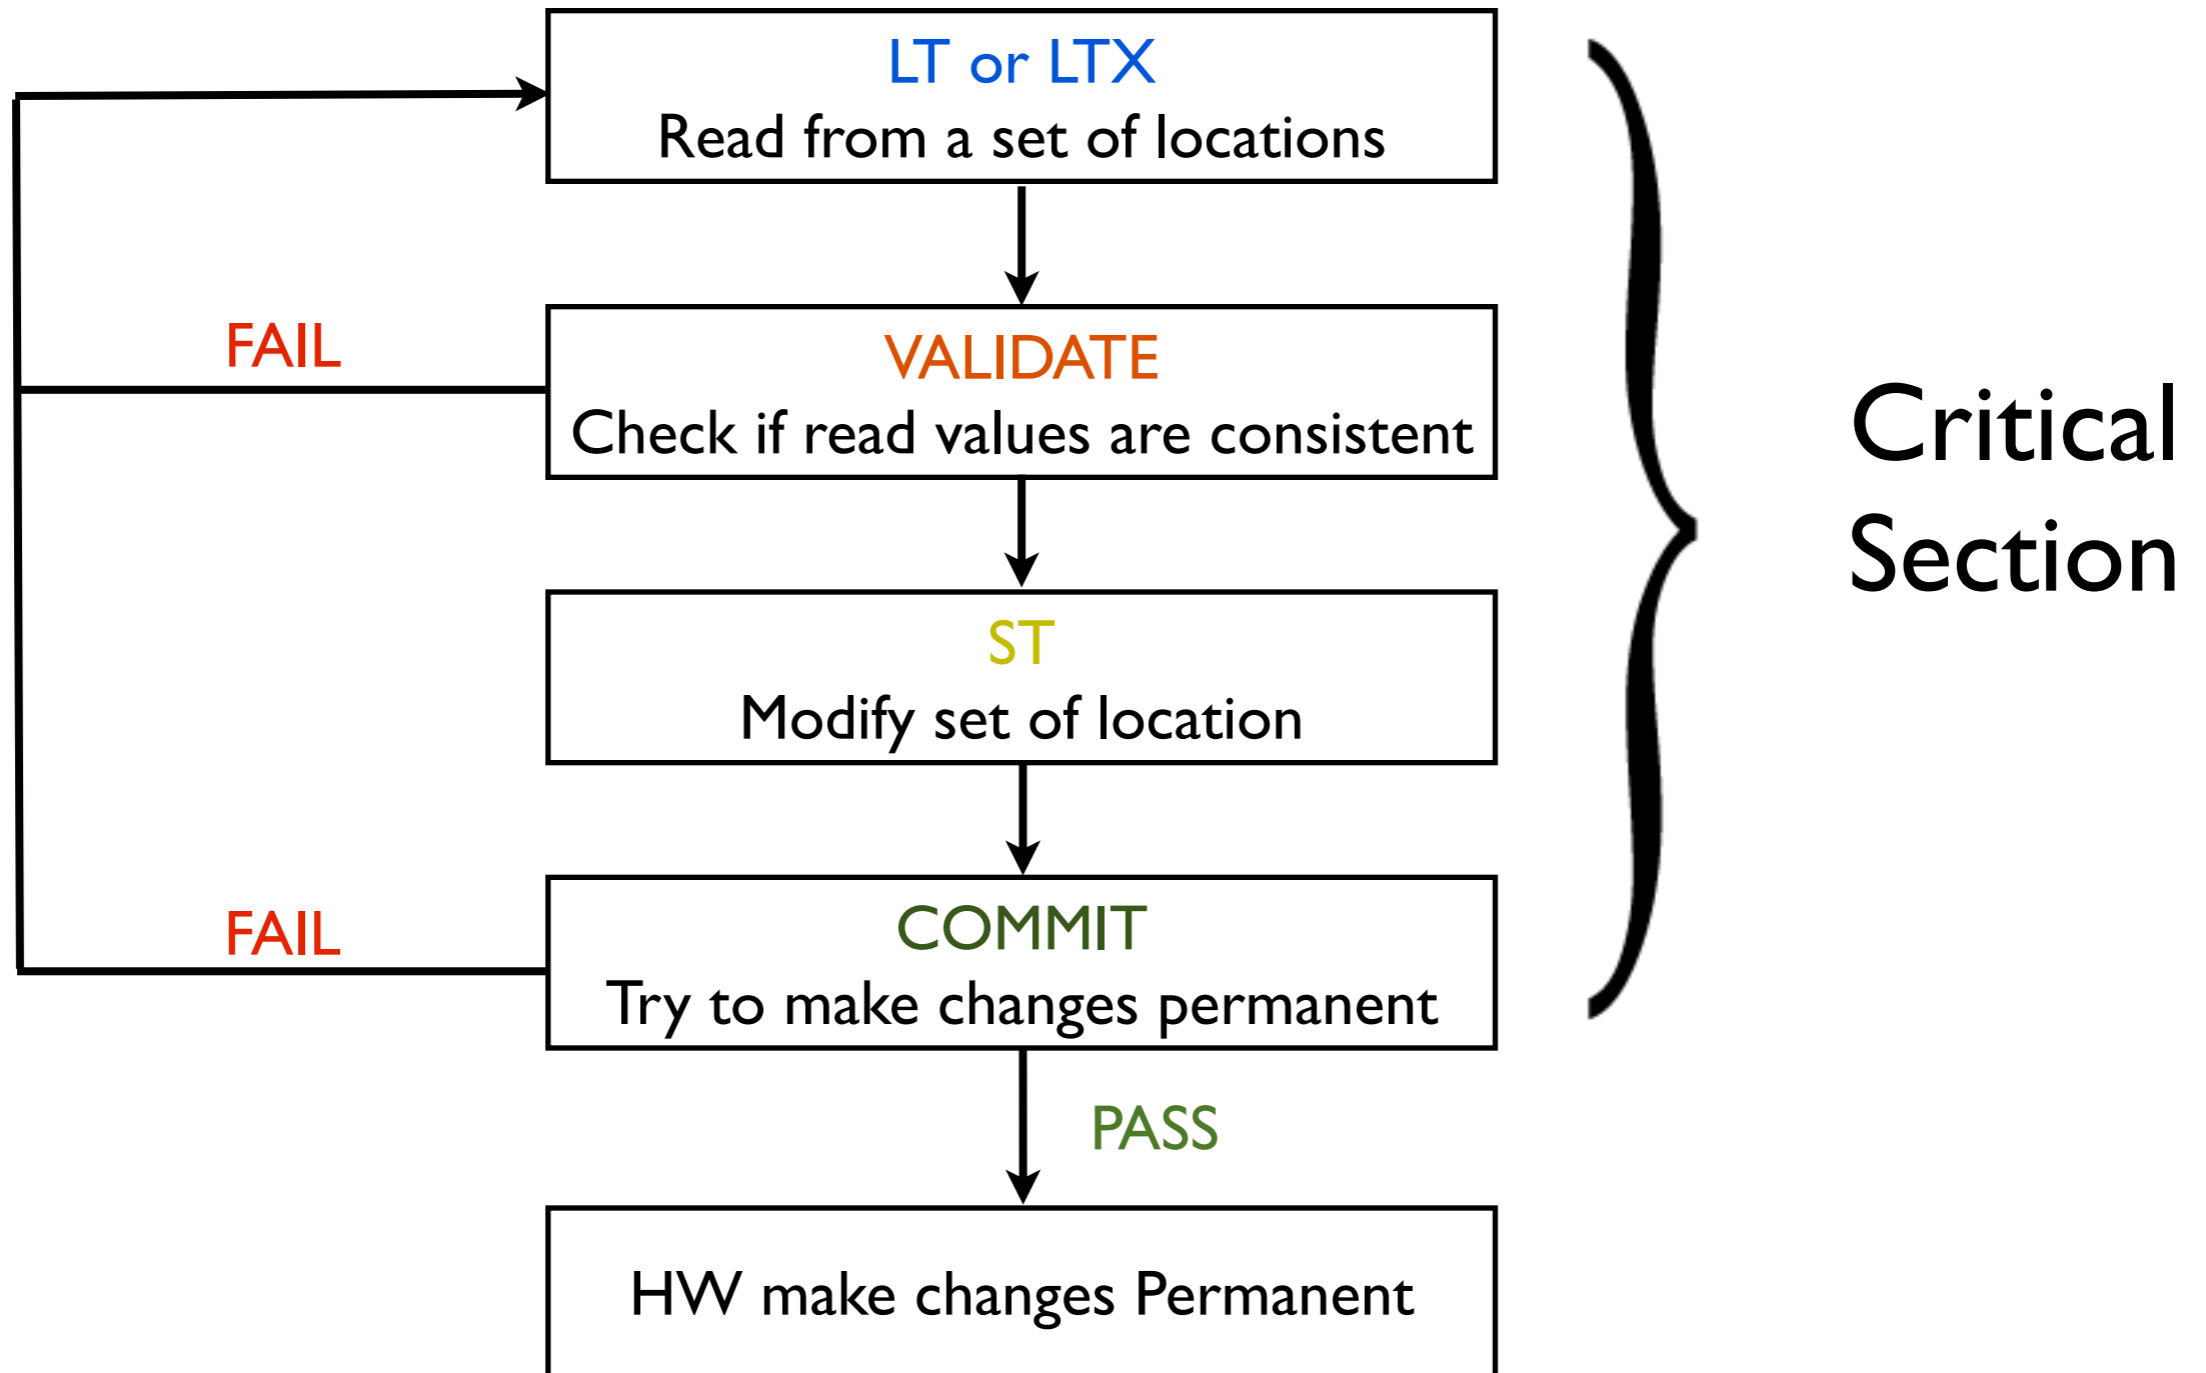 LT or LTX
Read from a set of locations
FAIL
VALIDATE
Check if read values are consistent
Critical
Section
ST
Modify set of location
FAIL
COMMIT
Try to make changes permanent
PASS
HW make changes Permanent